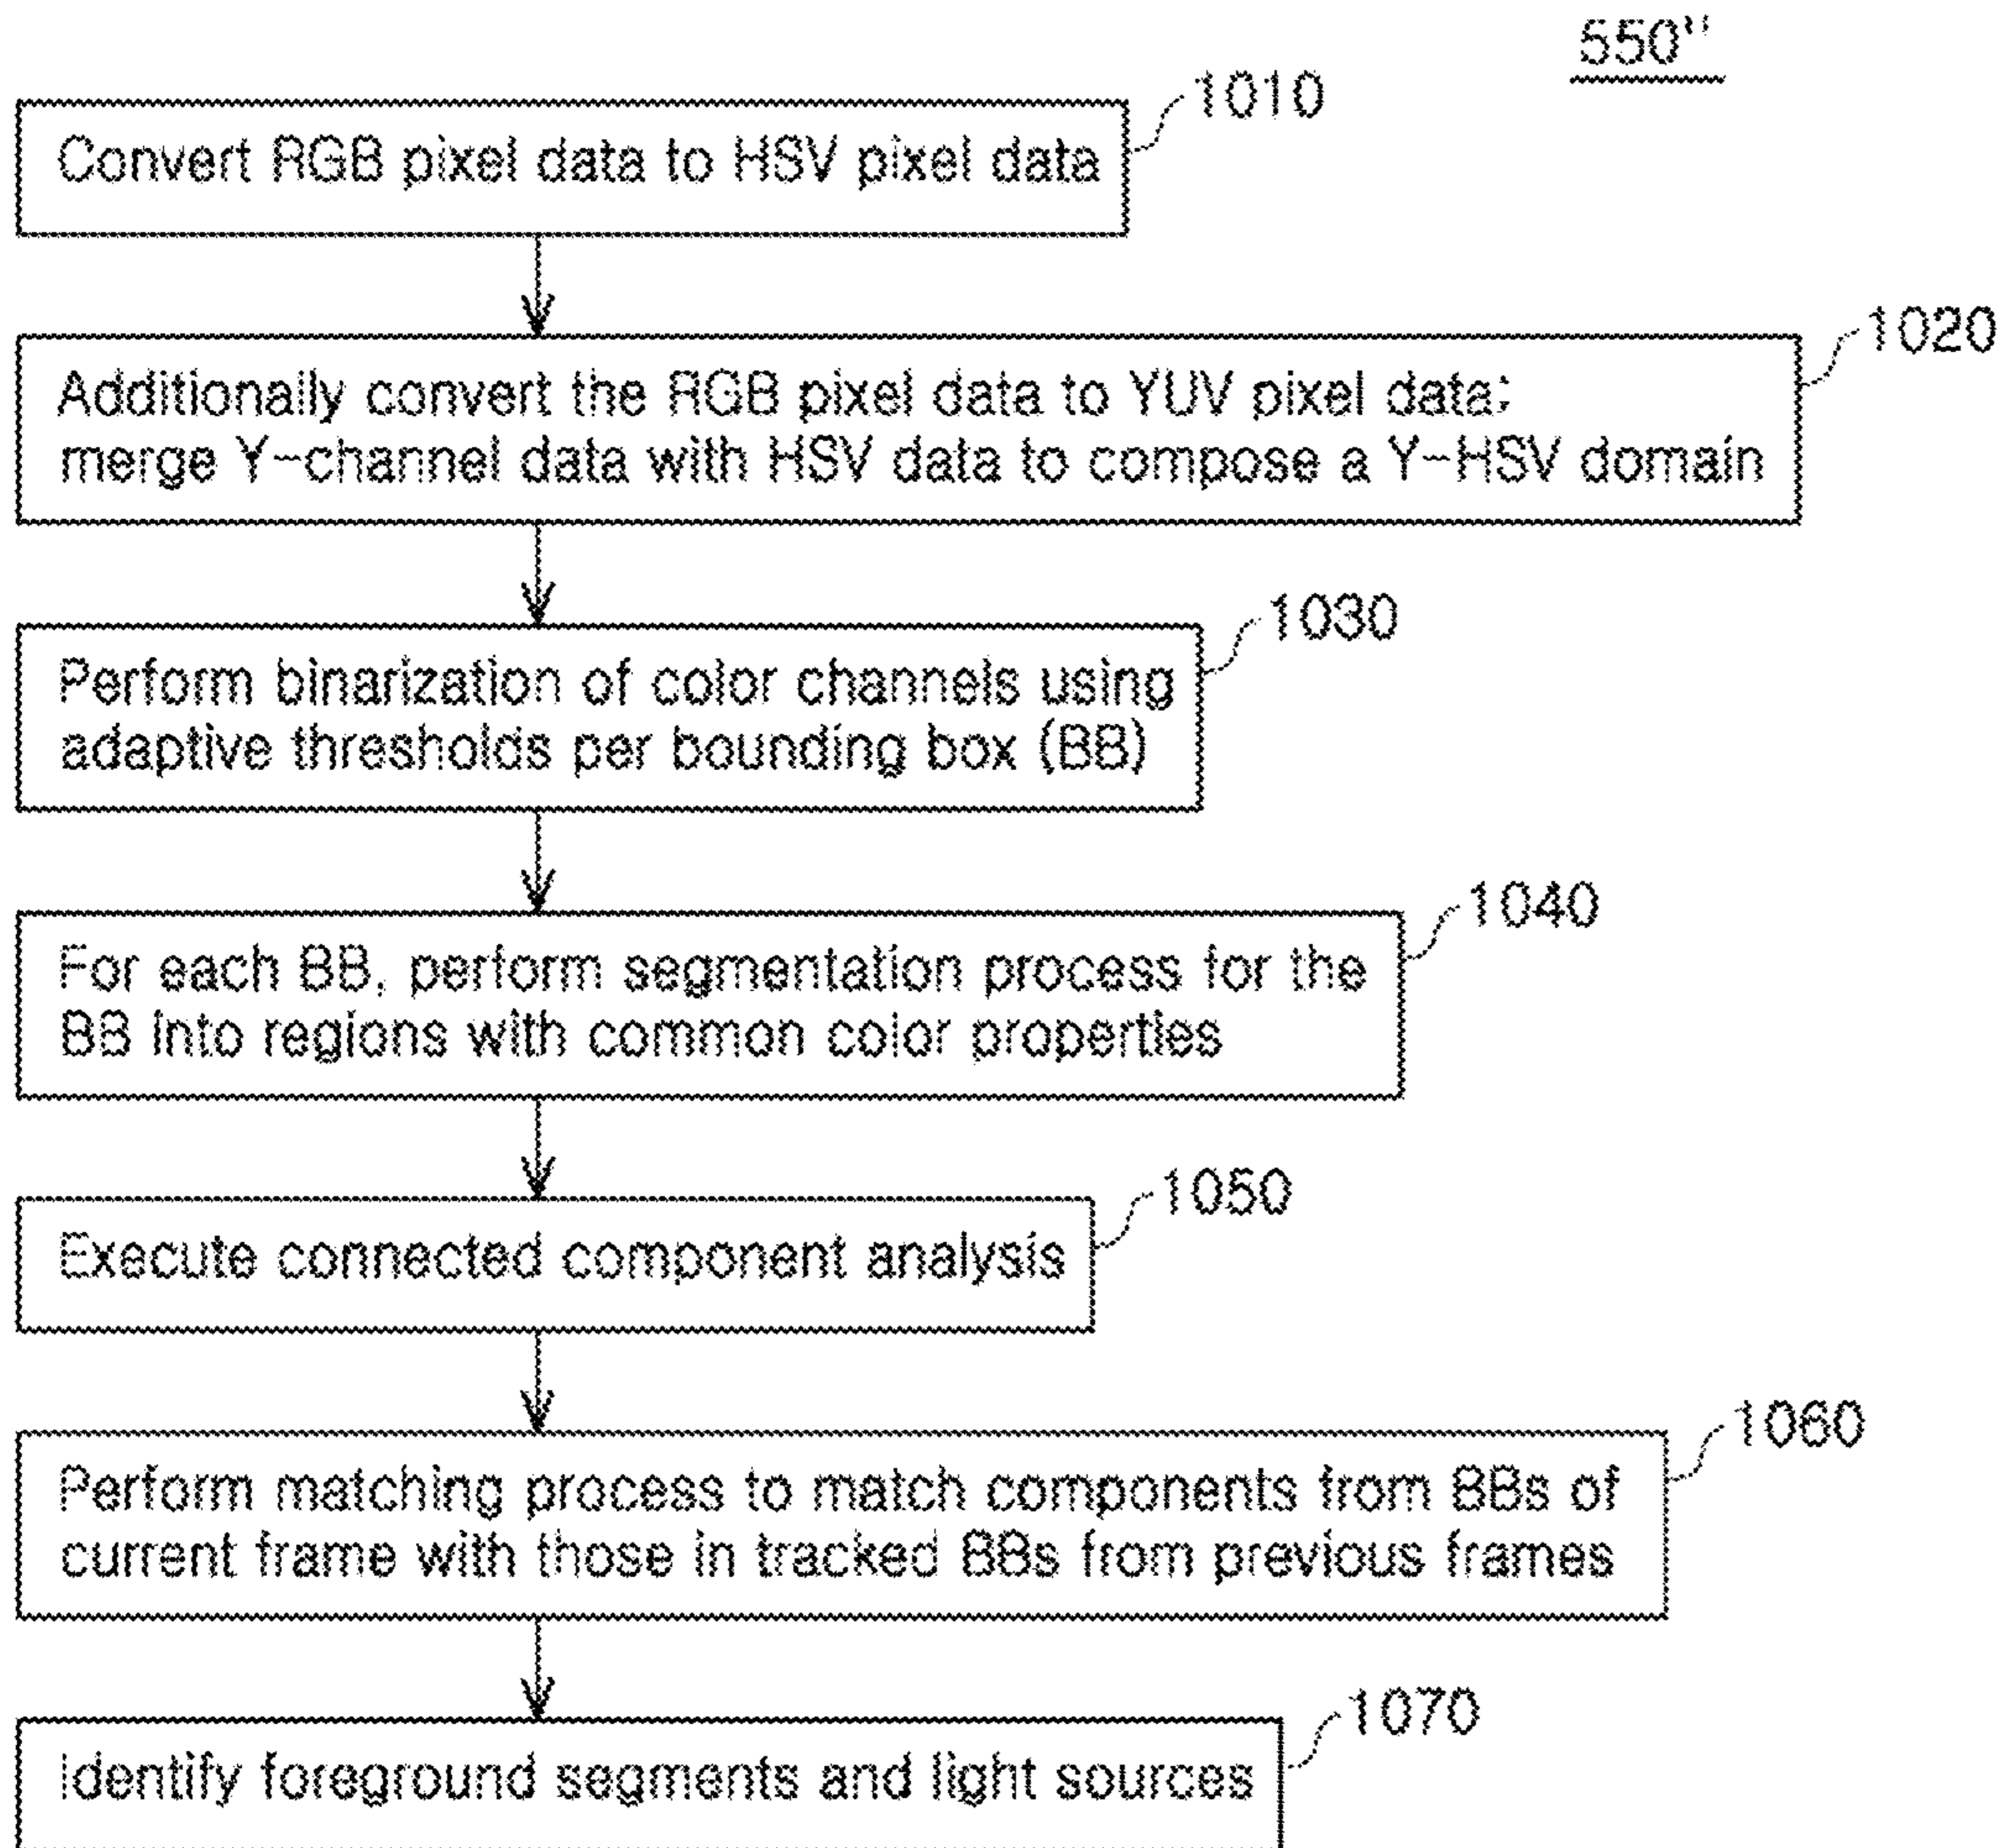 550''
1010
Convert RGB pixel data to HSV pixel data
1020
Additionally convert the RGB pixel data to YUV pixel data;
merge Y-channel data with HSV data to compose a Y-HSV domain
1030
Perform binarization of color channels using
adaptive thresholds per bounding box (BB)
1040
For each BB, perform segmentation process for the
BB into regions with common color properties
1050
Execute connected component analysis
1060
Perform matching process to match components from BBs of
current frame with those in tracked BBs from previous frames
1070
Identify foreground segments and light sources